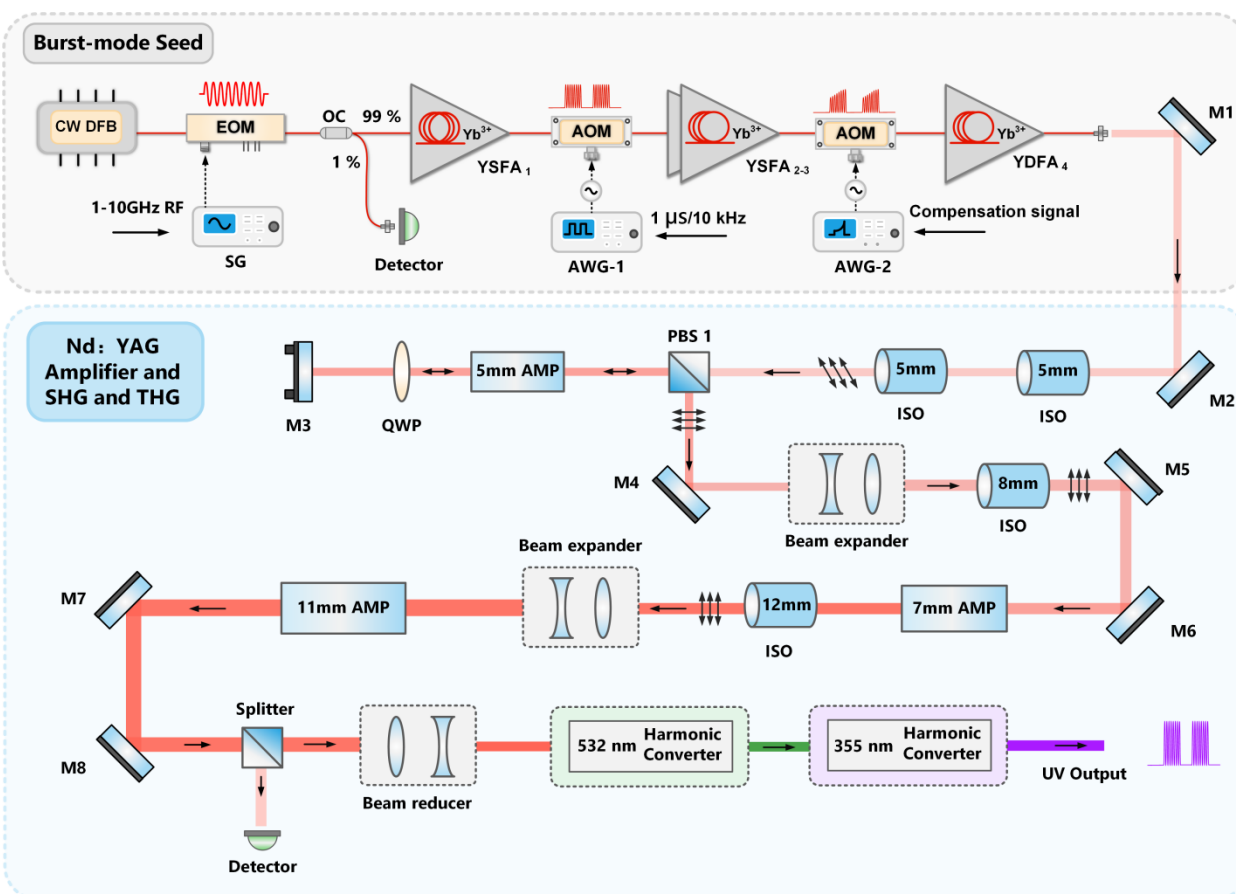 Burst-mode Seed
CW DFB
EOM
OC
99 %
1 %
Yb3+
YSFA 1
AOM
Yb3+
YSFA 2-3
AOM
Yb3+
YDFA 4
M1
1-10GHz RF
SG
Detector
1 μS/10 kHz
AWG-1
Compensation signal
AWG-2
Nd: YAG
Amplifier and
SHG and THG
M3
QWP
5mm AMP
PBS 1
5mm
ISO
5mm
ISO
M2
M4
Beam expander
8mm
ISO
M5
M7
11mm AMP
Beam expander
12mm
ISO
7mm AMP
M6
M8
Splitter
Detector
Beam reducer
532 nm
Harmonic
Converter
355 nm
Harmonic
Converter
UV Output